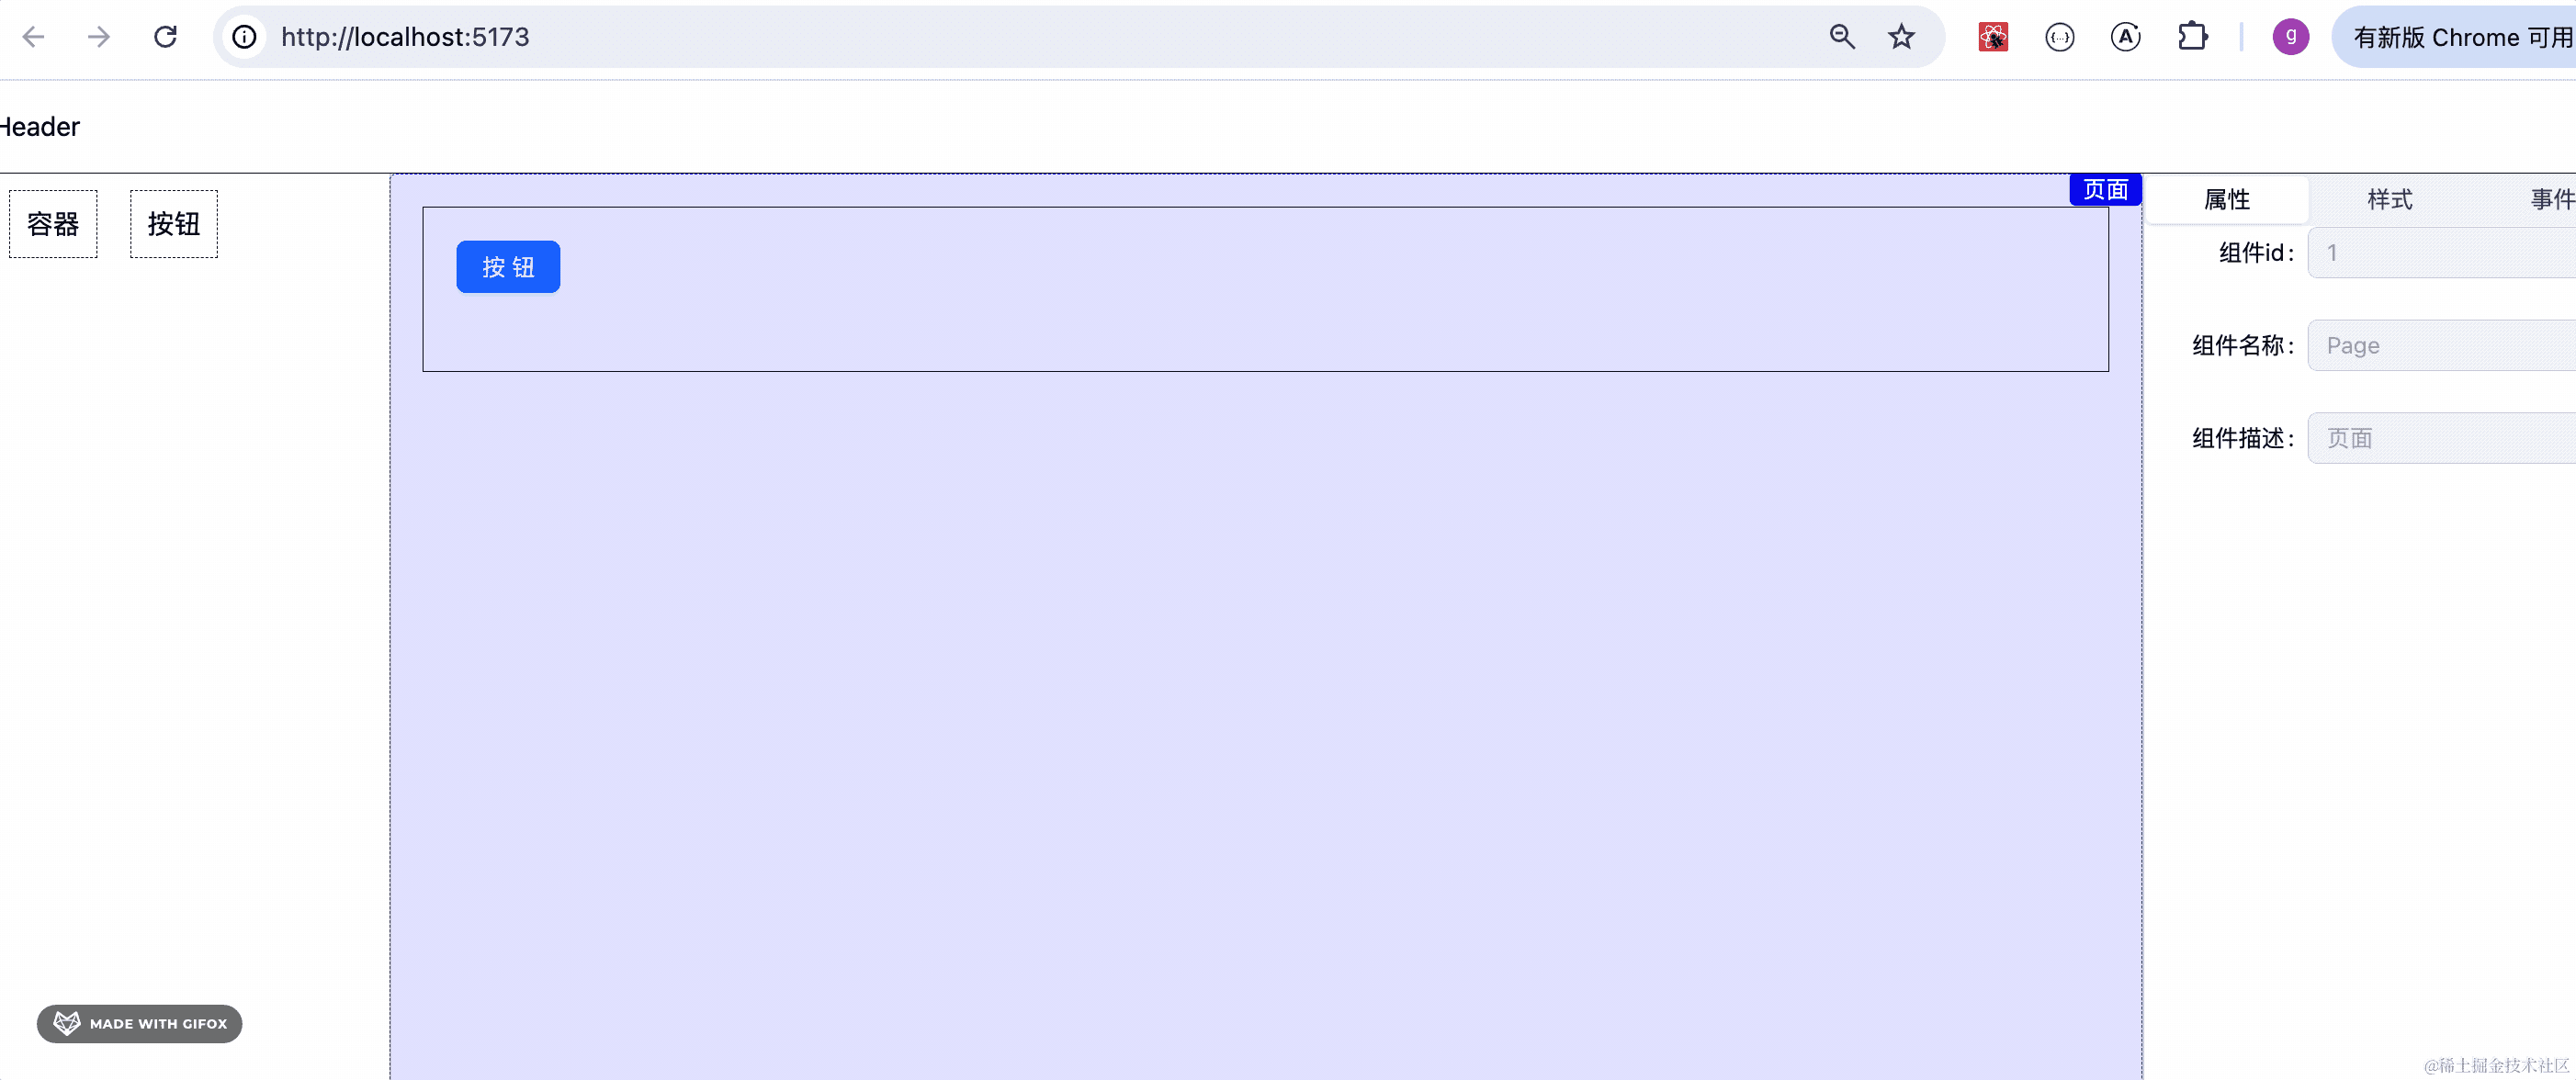 http://localhost:5173
g
有新版 Chrome 可用
Header
容器
按钮
页面
按 钮
属性
样式
事件
组件id: 1
组件名称: Page
组件描述: 页面
MADE WITH GIFOX
@稀土掘金技术社区